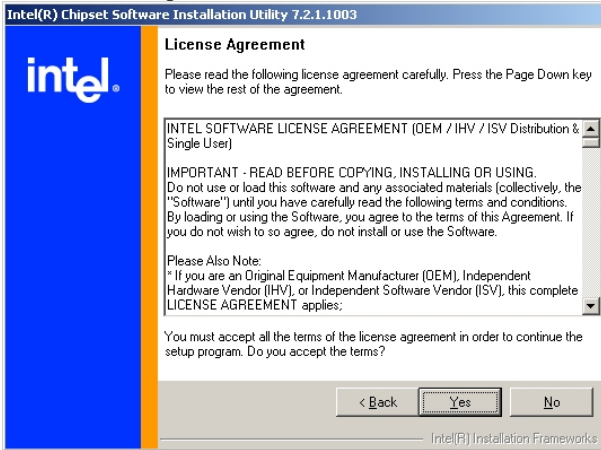 Intel(R) Chipset Software Installation Utility 7.2.1.1003
intel®
License Agreement
Please read the following license agreement carefully. Press the Page Down key
to view the rest of the agreement.
INTEL SOFTWARE LICENSE AGREEMENT (OEM / IHV / ISV Distribution &
Single User)
IMPORTANT - READ BEFORE COPYING, INSTALLING OR USING.
Do not use or load this software and any associated materials (collectively, the
"Software") until you have carefully read the following terms and conditions.
By loading or using the Software, you agree to the terms of this Agreement. If
you do not wish to so agree, do not install or use the Software.
Please Also Note:
* If you are an Original Equipment Manufacturer (OEM), Independent
Hardware Vendor (IHV), or Independent Software Vendor (ISV), this complete
LICENSE AGREEMENT applies;
You must accept all the terms of the license agreement in order to continue the
setup program. Do you accept the terms?
< Back Yes No
Intel(R) Installation Frameworks